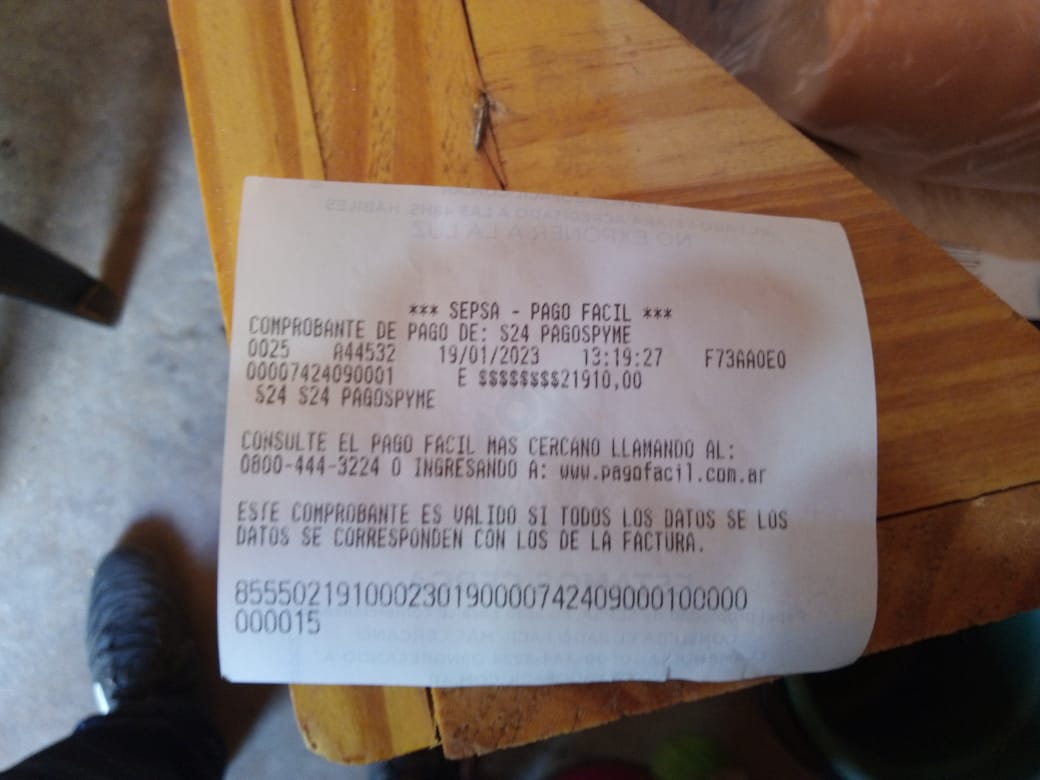 *** SEPSA - PAGO FACIL ***
COMPROBANTE DE PAGO DE: S24 PAGOSPYME
0025 A44532 19/01/2023 13:19:27 F73AA0E0
00007424090001 E $$$$$$$$21910,00
S24 S24 PAGOSPYME
CONSULTE EL PAGO FACIL MAS CERCANO LLAMANDO AL:
0800-444-3224 O INGRESANDO A: www.pagofacil.com.ar
ESTE COMPROBANTE ES VALIDO SI TODOS LOS DATOS SE LOS
DATOS SE CORRESPONDEN CON LOS DE LA FACTURA.
855502191000230190000742409000100000
000015